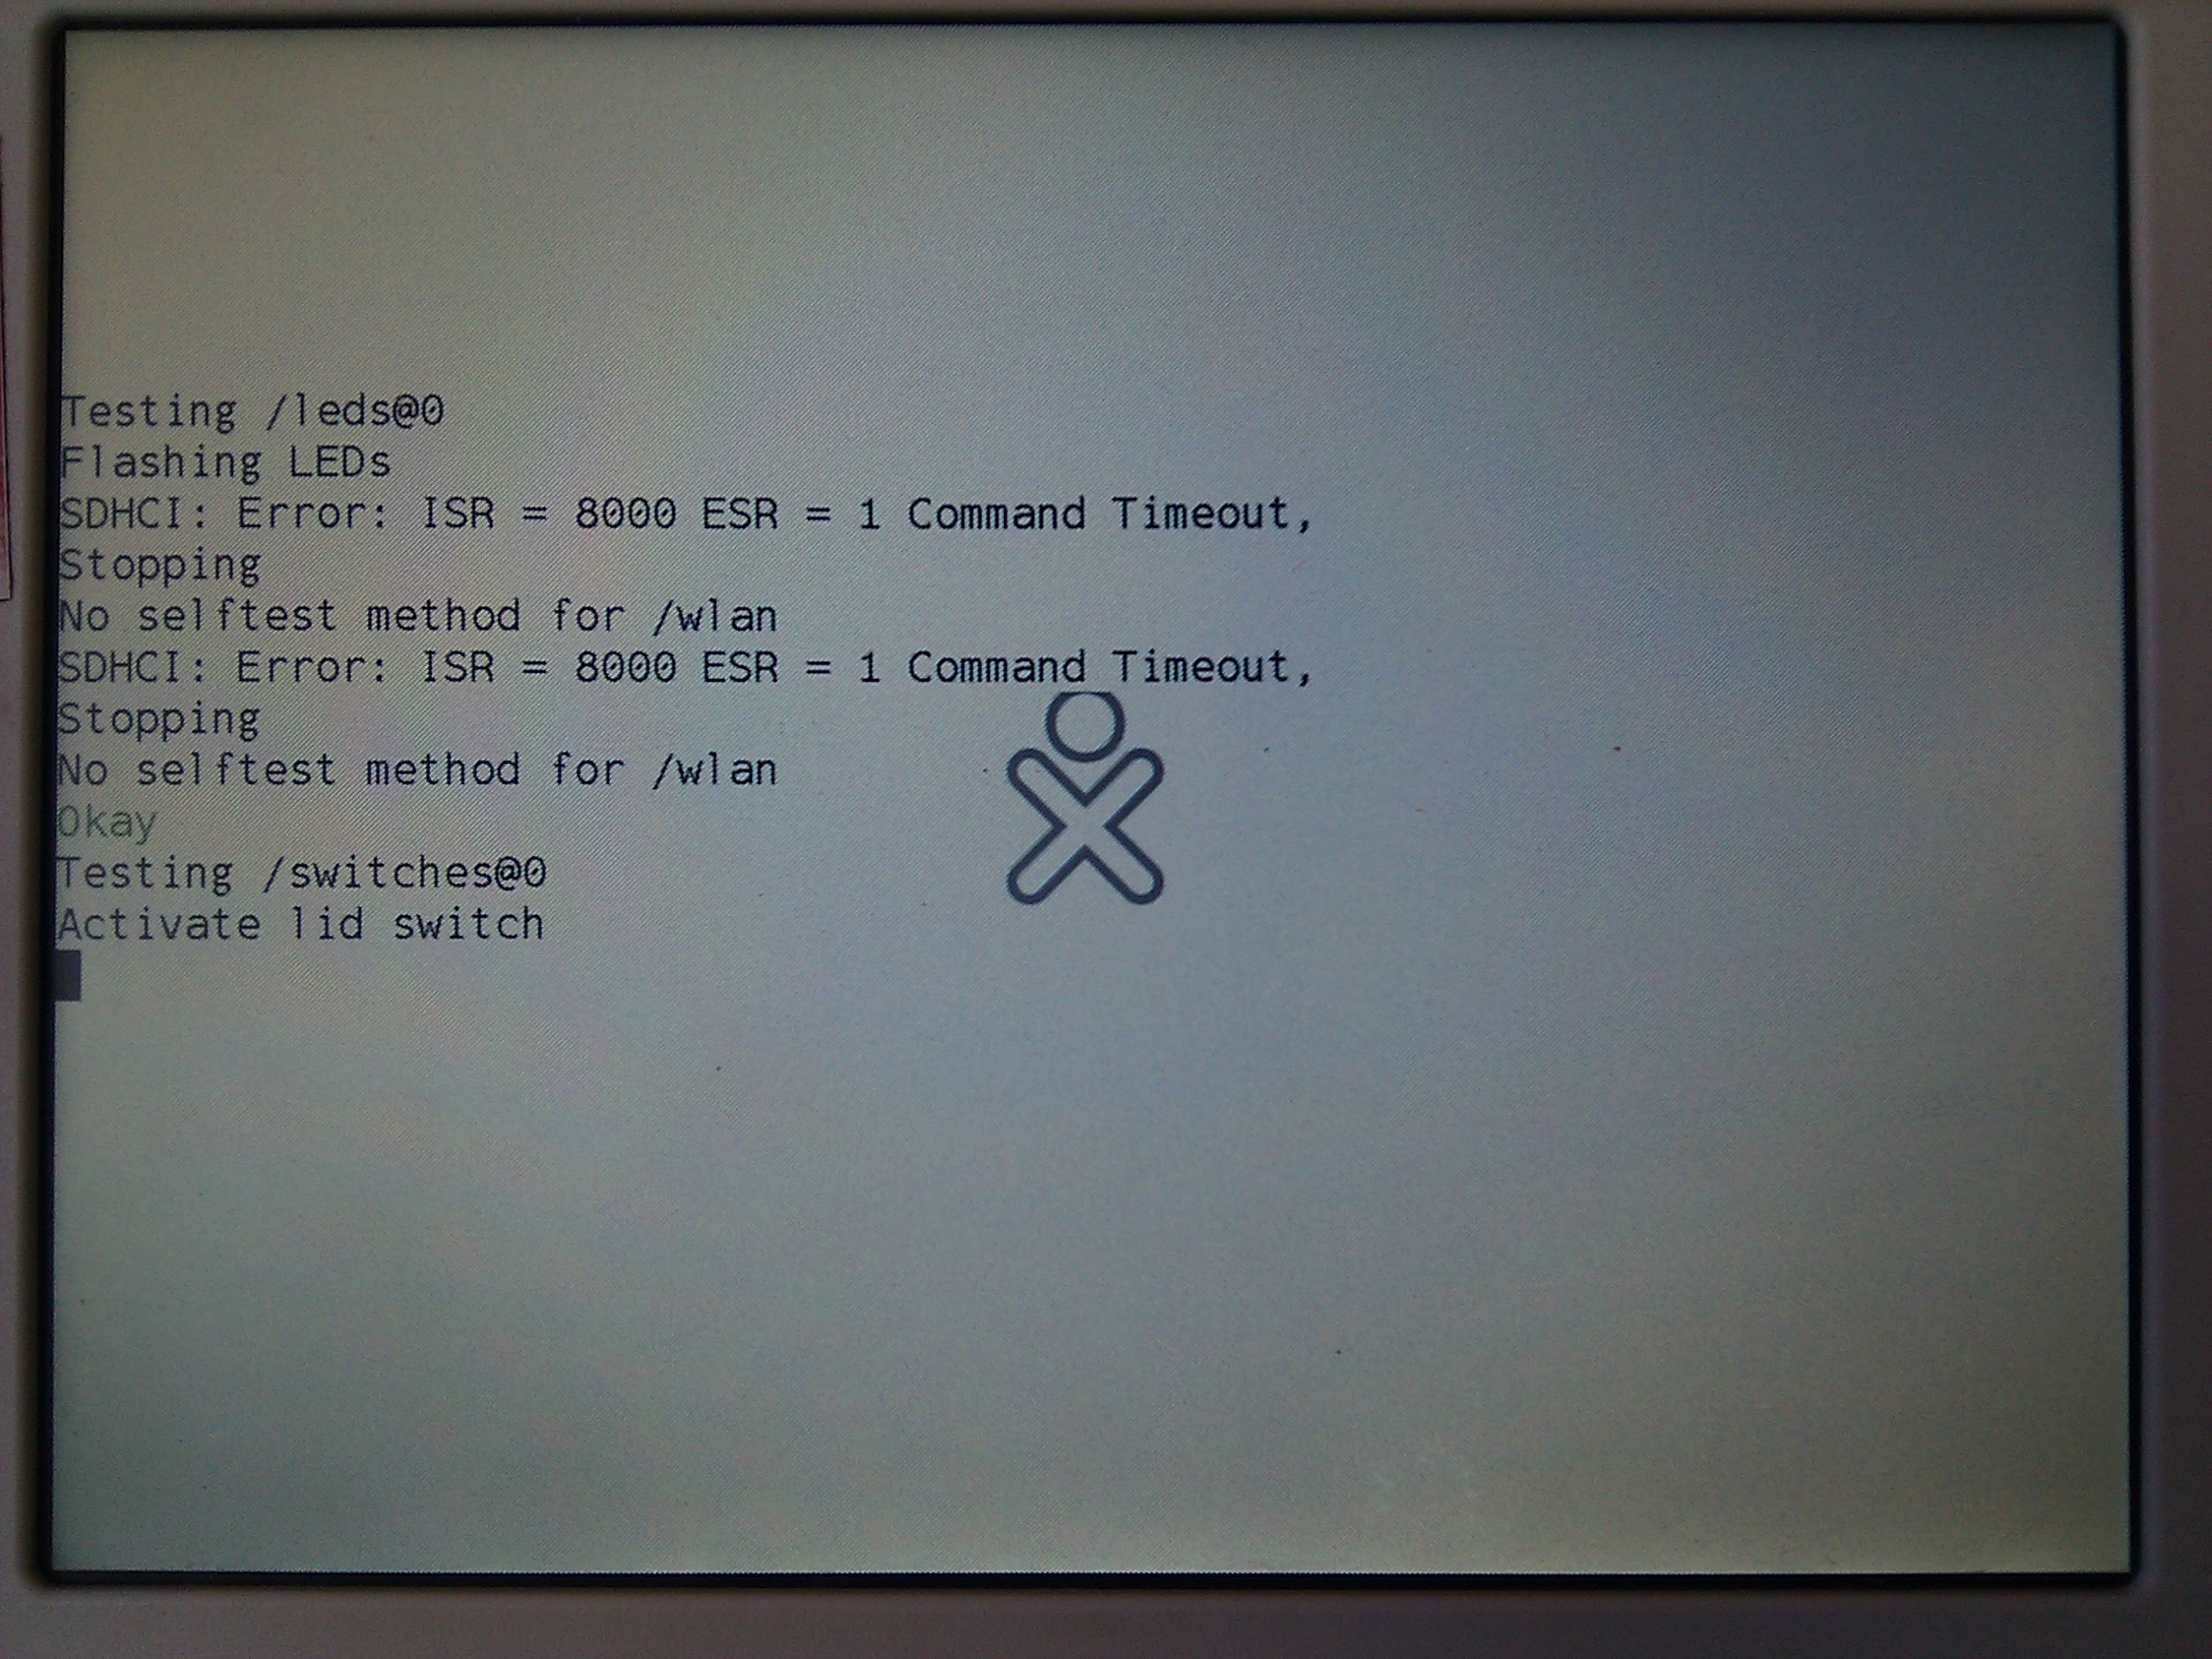 Testing /leds@0
Flashing LEDs
SDHCI: Error: ISR = 8000 ESR = 1 Command Timeout,
Stopping
No selftest method for /wlan
SDHCI: Error: ISR = 8000 ESR = 1 Command Timeout,
Stopping
No selftest method for /wlan
Okay
Testing /switches@0
Activate lid switch